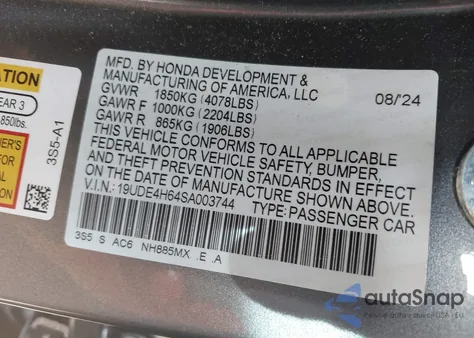 MFD. BY HONDA DEVELOPMENT &
MANUFACTURING OF AMERICA, LLC
GVWR 1850KG (4078LBS) 08/24
GAWR F 1000KG (2204LBS)
GAWR R 865KG (1906LBS)
THIS VEHICLE CONFORMS TO ALL APPLICABLE
FEDERAL MOTOR VEHICLE SAFETY, BUMPER,
AND THEFT PREVENTION STANDARDS IN EFFECT
ON THE DATE OF MANUFACTURE SHOWN ABOVE.
V.I.N.: 19UDE4H64SA003744 TYPE: PASSENGER CAR
3S5 S AC6 NH885MX .E .A
3S5-A1
ATION
EAR 3
850lbs.
autoSnap